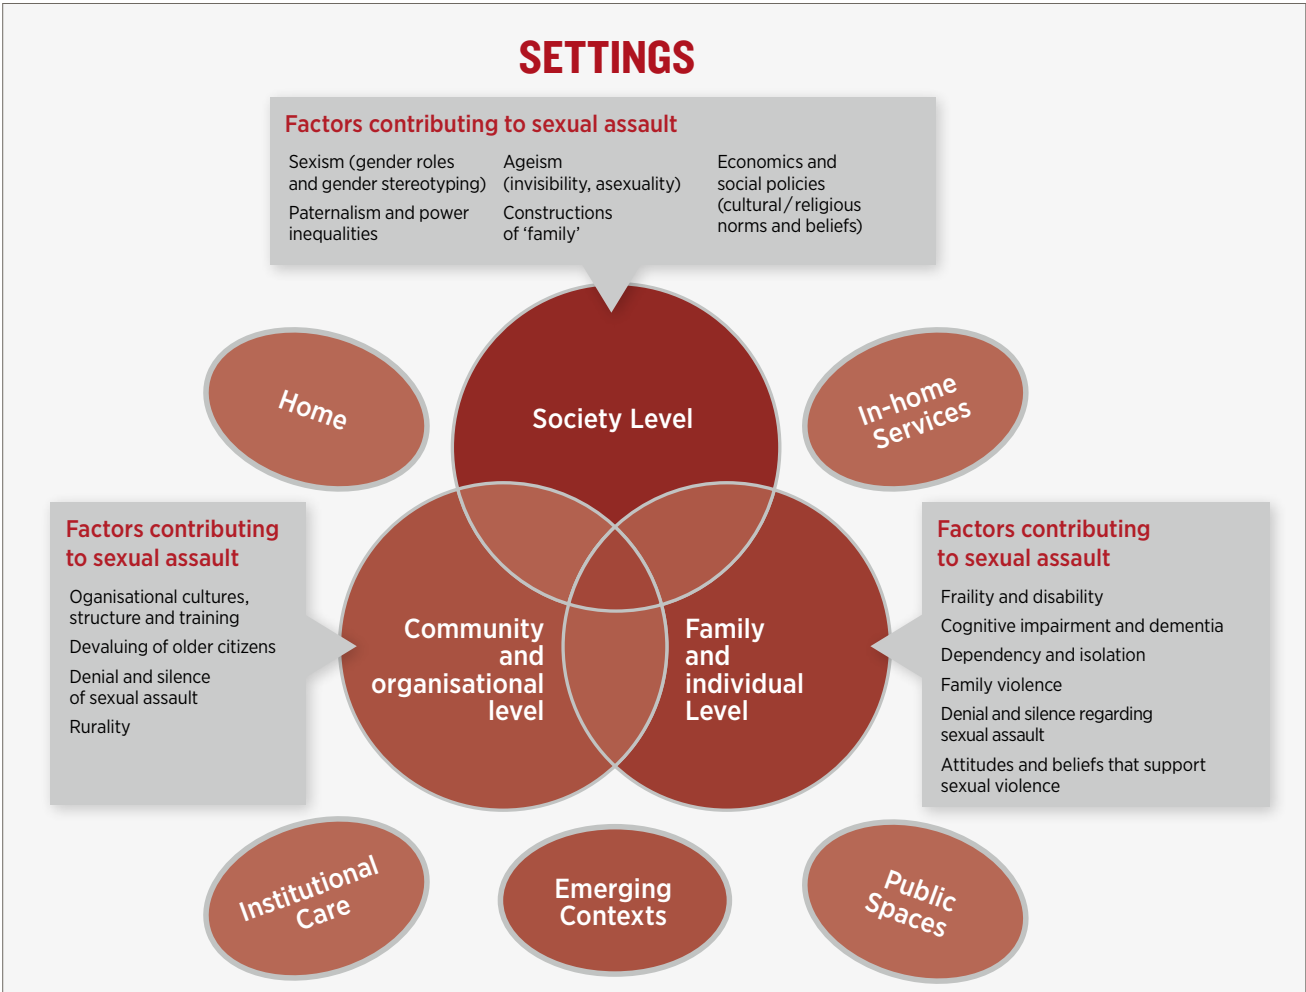 SETTINGS
Factors contributing to sexual assault
Sexism (gender roles
and gender stereotyping)
Paternalism and power
inequalities
Ageism
(invisibility, asexuality)
Constructions
of ‘family’
Economics and
social policies
(cultural/religious
norms and beliefs)
Home
Society Level
In-home
Services
Factors contributing
to sexual assault
Oganisational cultures,
structure and training
Devaluing of older citizens
Denial and silence
of sexual assault
Rurality
Community
and
organisational
level
Family
and
individual
Level
Factors contributing
to sexual assault
Fraility and disability
Cognitive impairment and dementia
Dependency and isolation
Family violence
Denial and silence regarding
sexual assault
Attitudes and beliefs that support
sexual violence
Institutional
Care
Emerging
Contexts
Public
Spaces